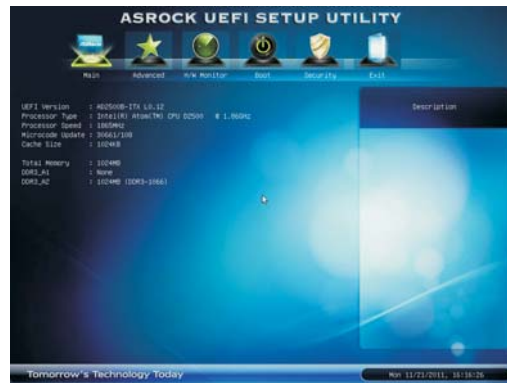 ASROCK UEFI SETUP UTILITY
Main Advanced H/W Monitor Boot Security Exit
UEFI Version : AD2500B-ITX L0.12
Processor Type : Intel(R) Atom(TM) CPU D2500 @ 1.86GHz
Processor Speed : 1865MHz
Microcode Update : 30661/108
Cache Size : 1024KB
Total Memory : 1024MB
DDR3_A1 : None
DDR3_A2 : 1024MB (DDR3-1066)
Description
Tomorrow's Technology Today
Mon 11/21/2011, 16:16:26